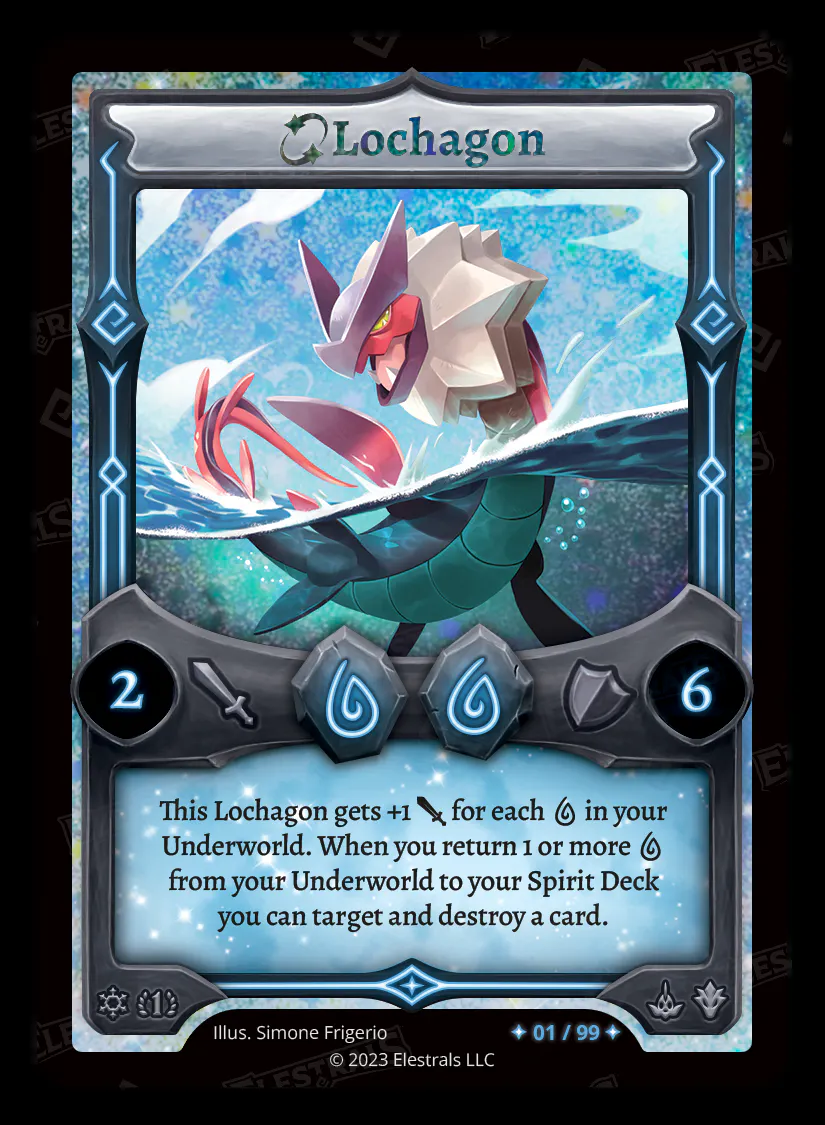 Lochagon
2
6
This Lochagon gets +1 for each in your
Underworld. When you return 1 or more
from your Underworld to your Spirit Deck
you can target and destroy a card.
1
Illus. Simone Frigerio
01 / 99
© 2023 Elestrals LLC
ELESTRALS